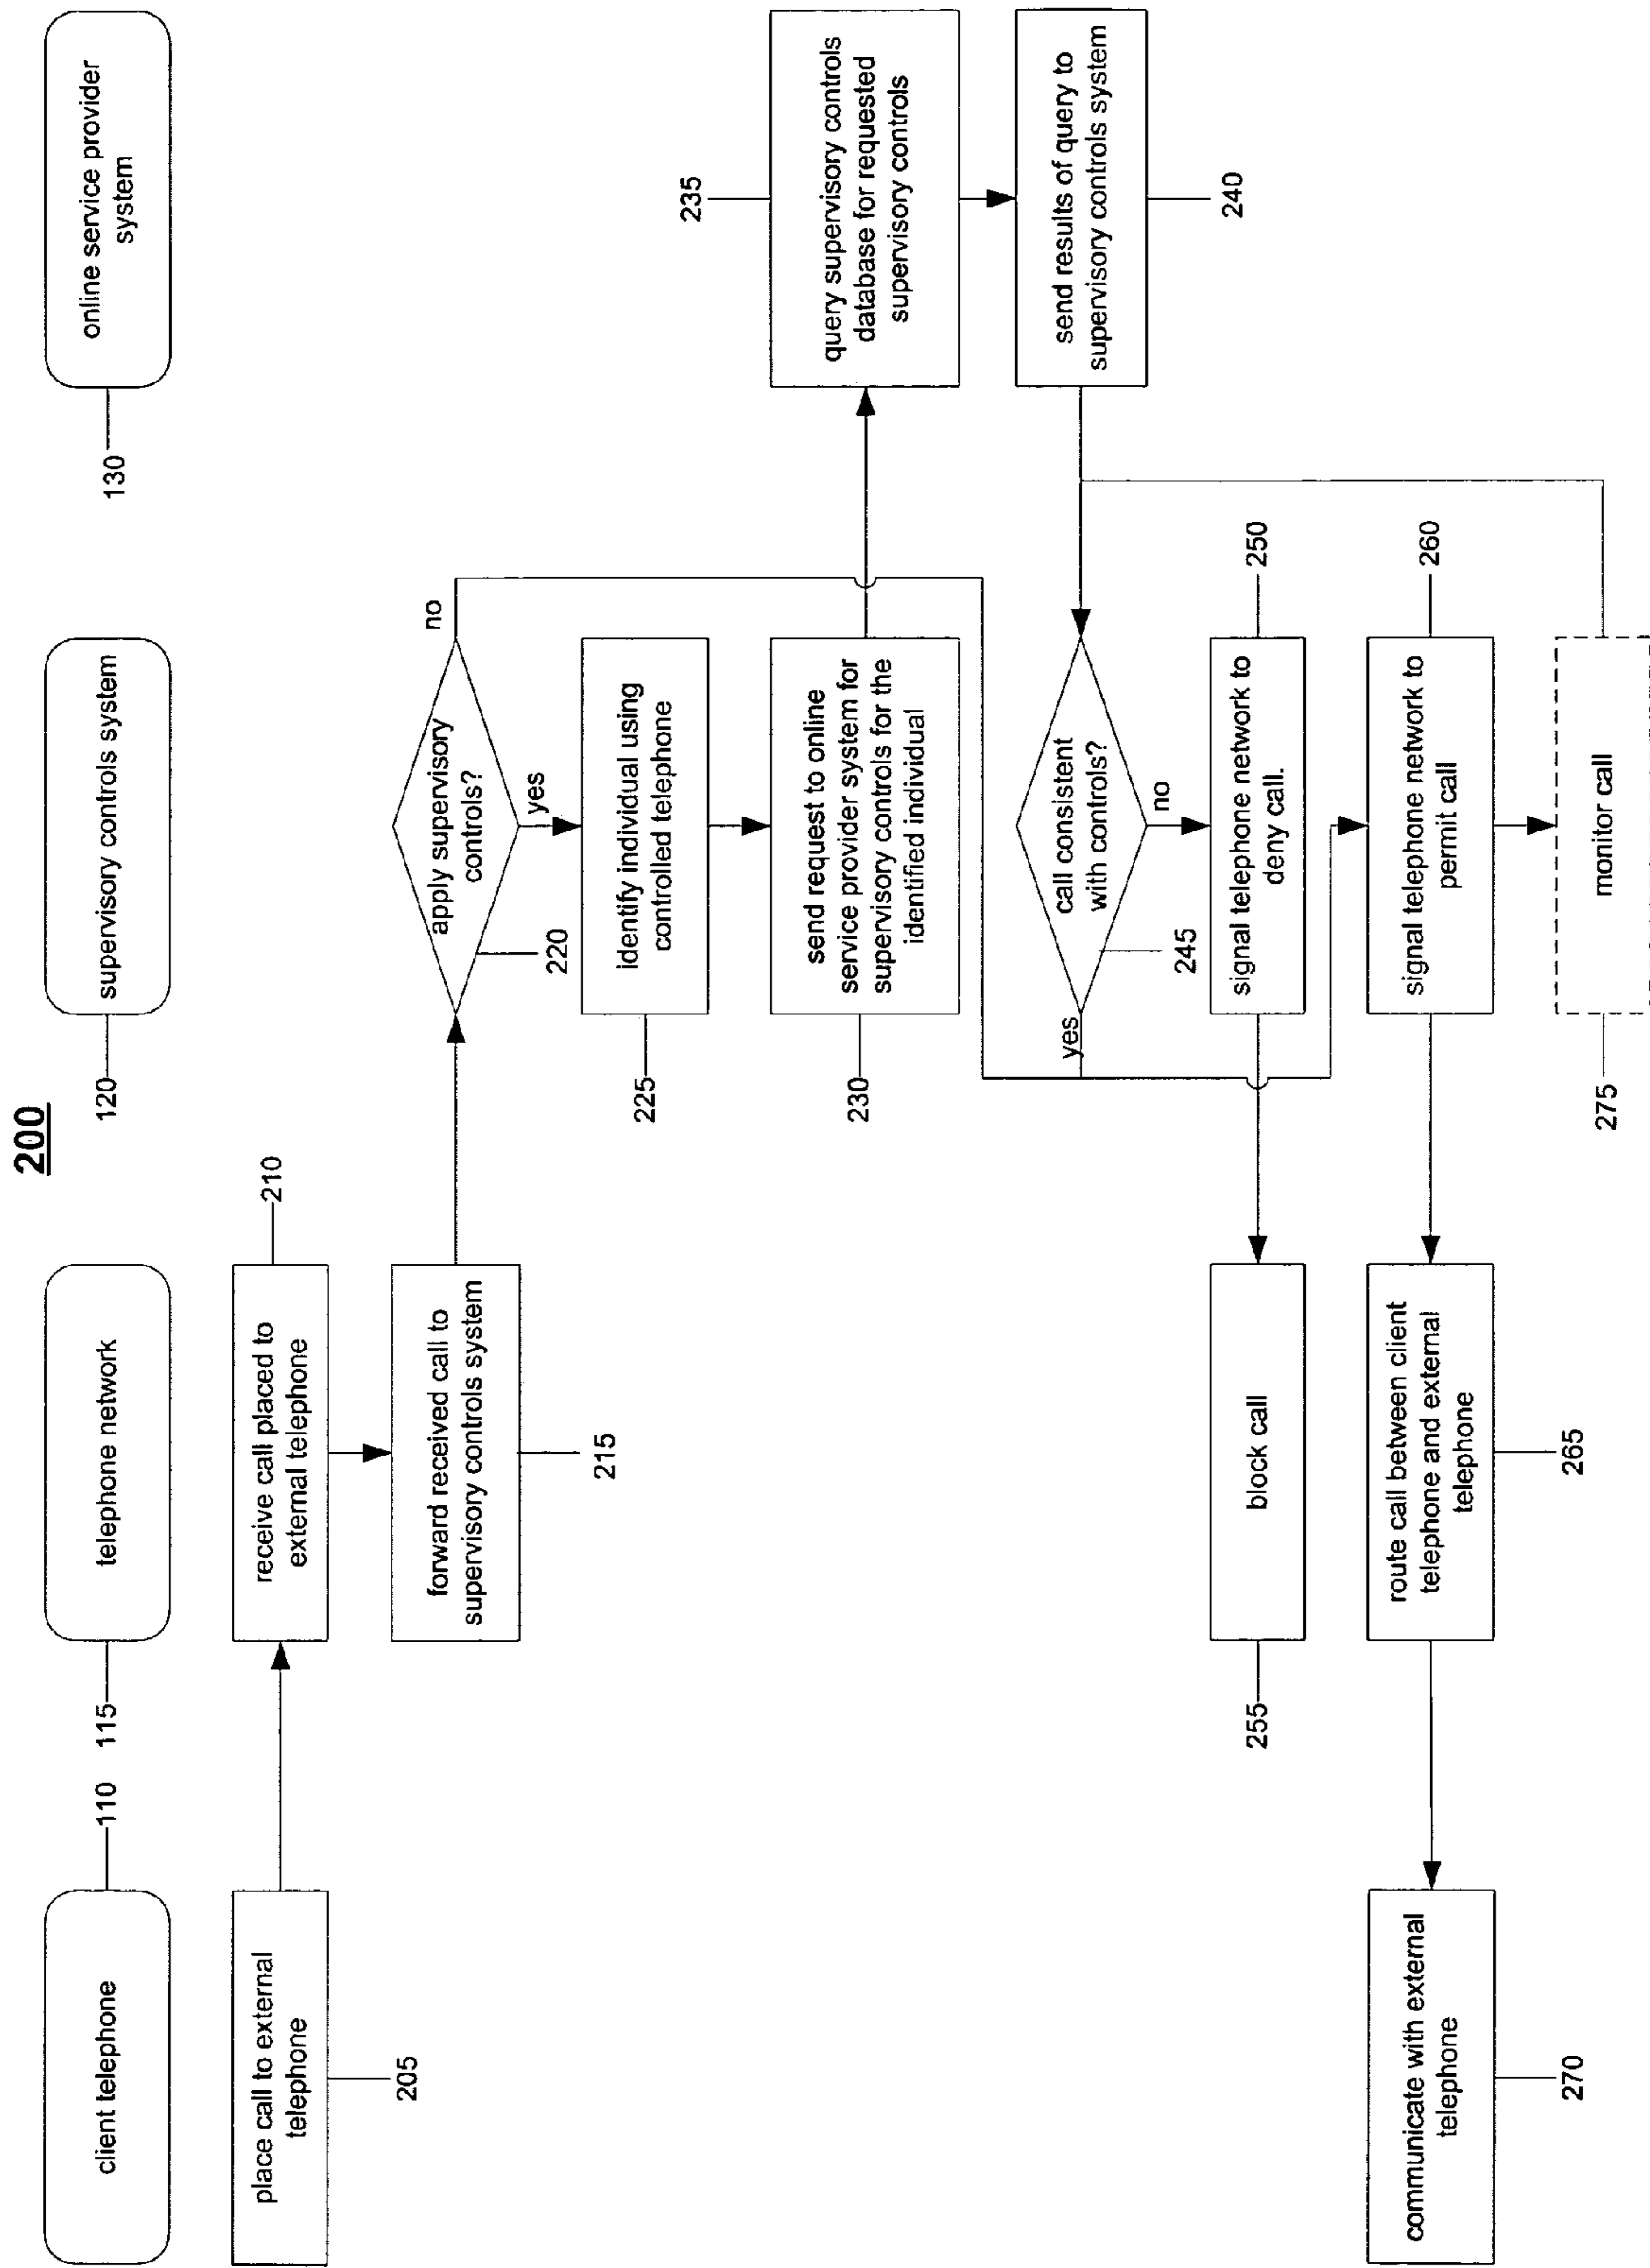 200
client telephone
110
telephone network
115
supervisory controls system
120
online service provider
system
130
place call to external
telephone
205
receive call placed to
external telephone
210
forward received call to
supervisory controls system
215
apply supervisory
controls?
no
yes
220
identify individual using
controlled telephone
225
send request to online
service provider system for
supervisory controls for the
identified individual
230
query supervisory controls
database for requested
supervisory controls
235
send results of query to
supervisory controls system
240
call consistent
with controls?
yes
no
245
signal telephone network to
deny call.
250
block call
255
signal telephone network to
permit call
260
route call between client
telephone and external
telephone
265
communicate with external
telephone
270
monitor call
275